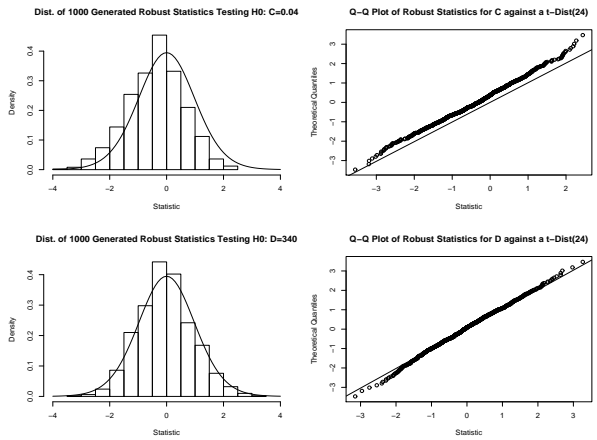 Dist. of 1000 Generated Robust Statistics Testing H0: C=0.04
Density
0.0 0.1 0.2 0.3 0.4
−4 −2 0 2 4
Statistic
Q−Q Plot of Robust Statistics for C against a t−Dist(24)
Theoretical Quantiles
−3 −2 −1 0 1 2 3
−3 −2 −1 0 1 2
Statistic
Dist. of 1000 Generated Robust Statistics Testing H0: D=340
Density
0.0 0.1 0.2 0.3 0.4
−4 −2 0 2 4
Statistic
Q−Q Plot of Robust Statistics for D against a t−Dist(24)
Theoretical Quantiles
−3 −2 −1 0 1 2 3
−3 −2 −1 0 1 2 3
Statistic